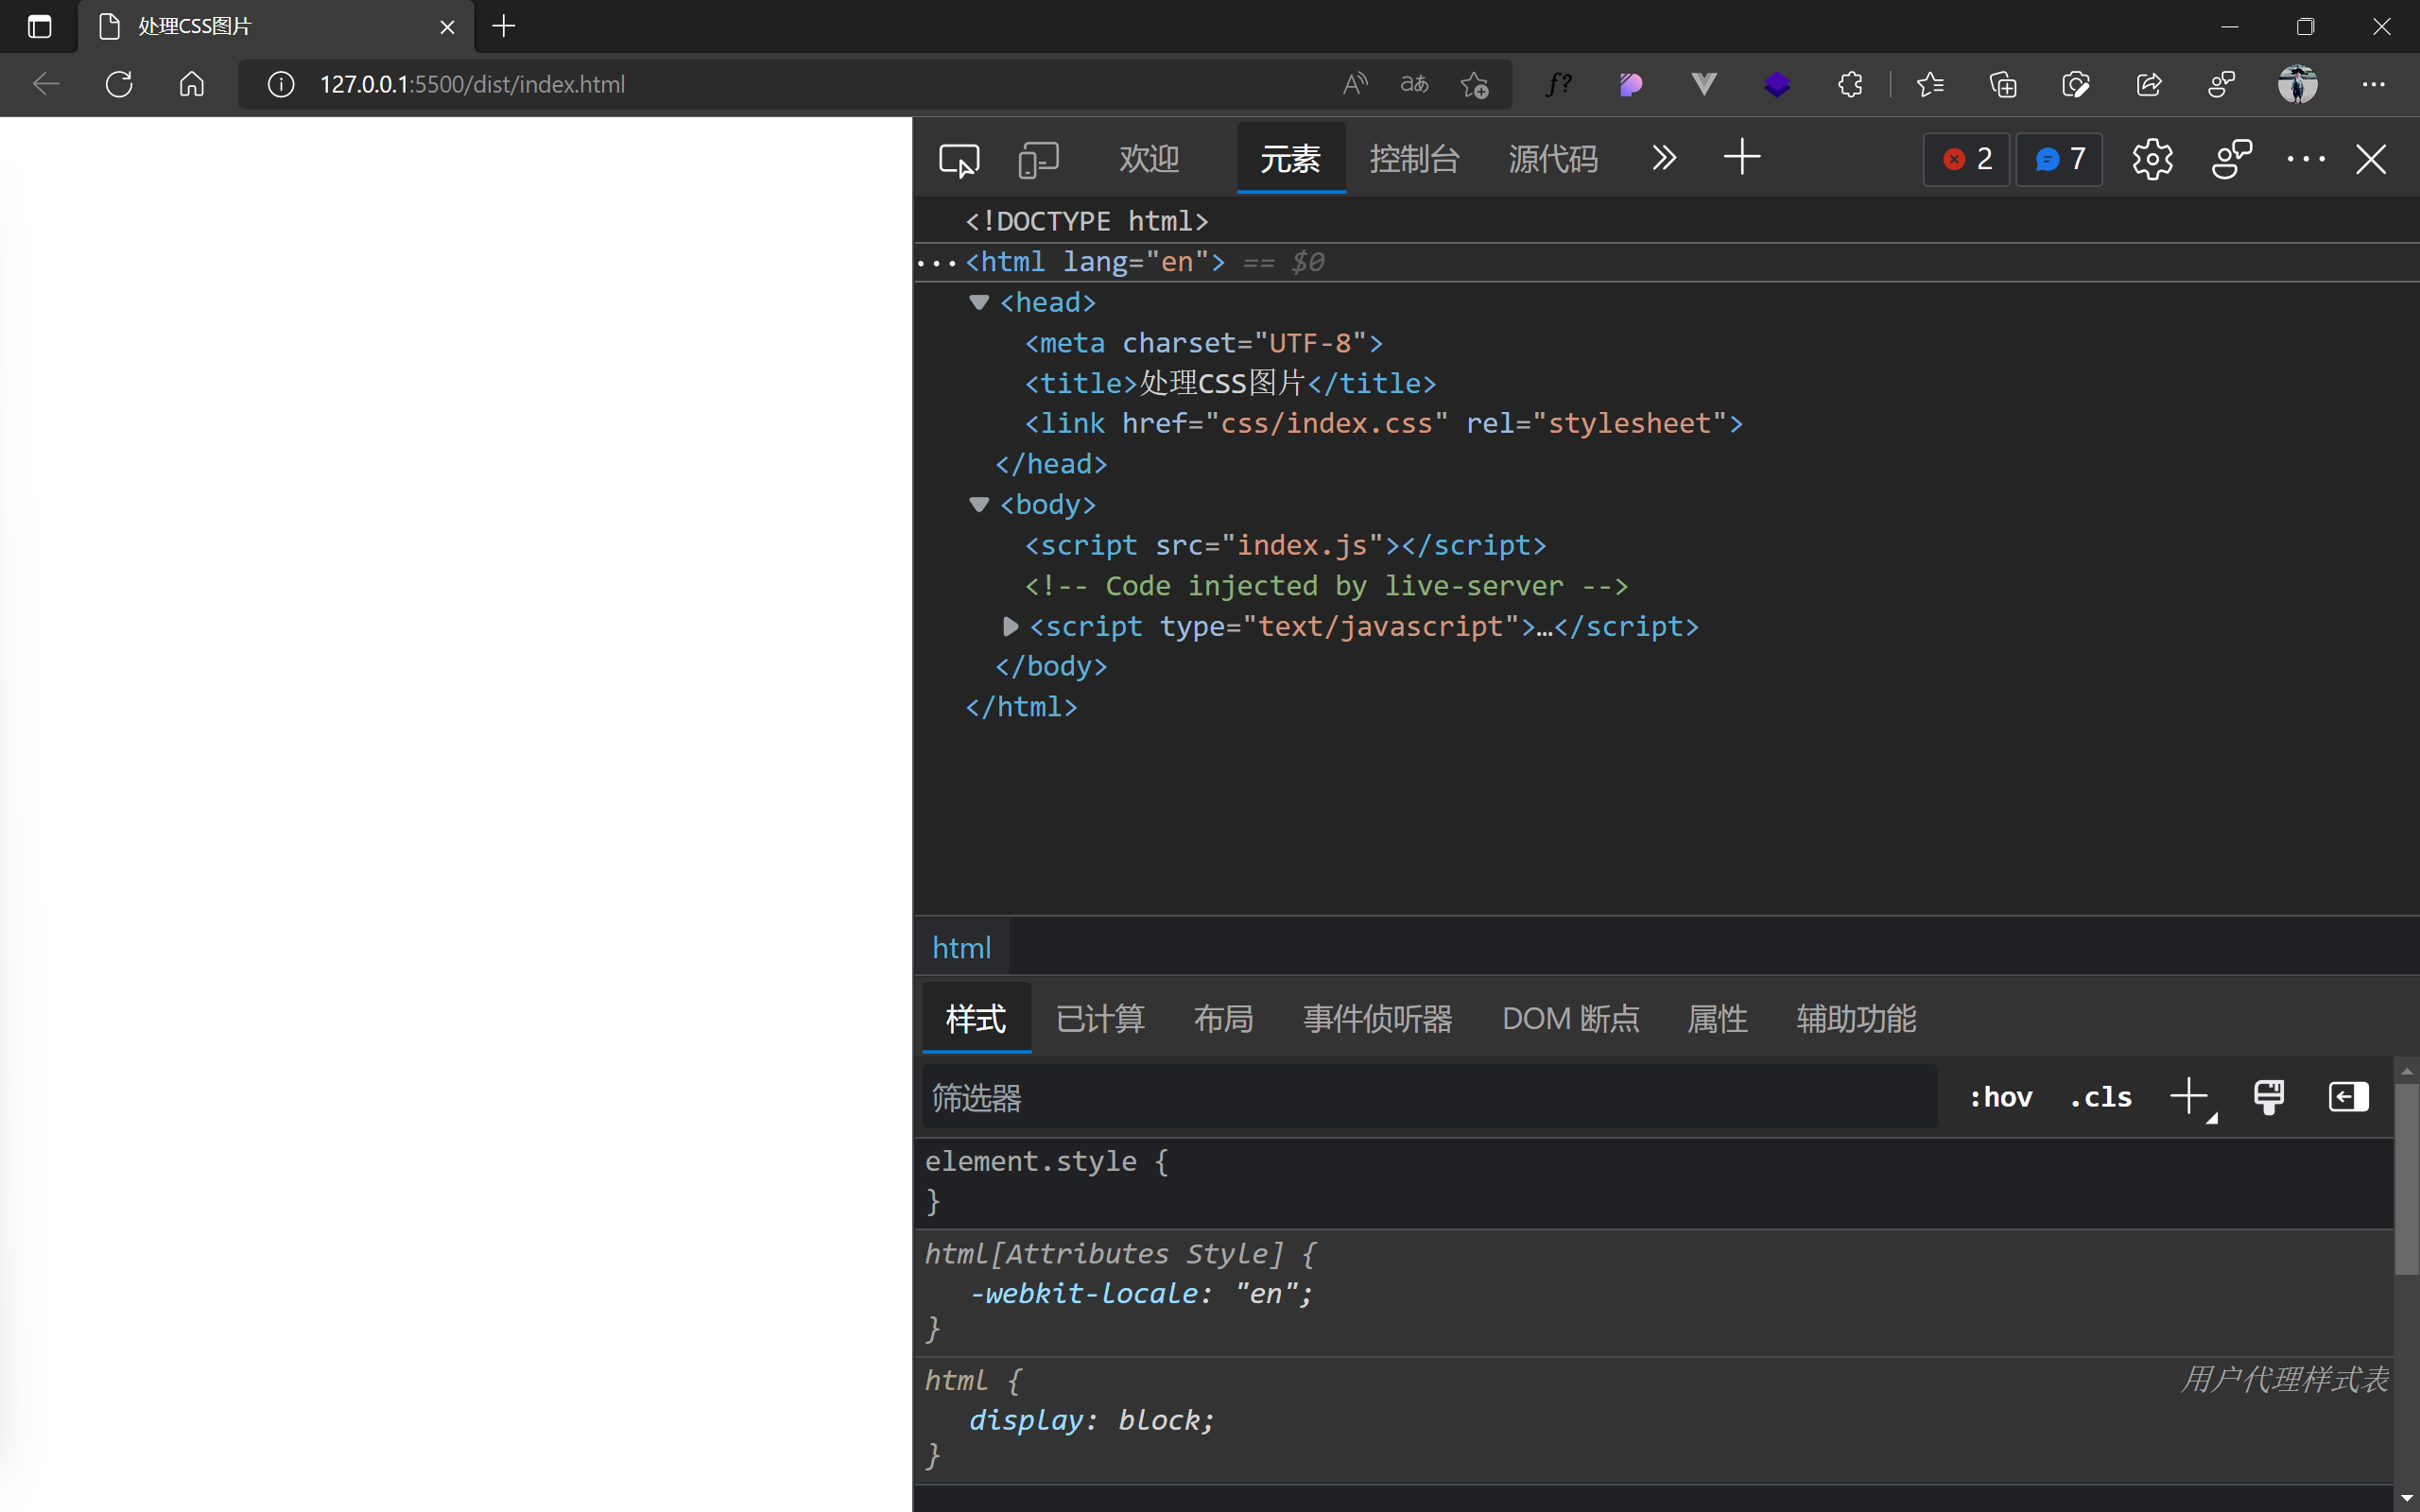 处理CSS图片
127.0.0.1:5500/dist/index.html
欢迎 元素 控制台 源代码 2 7
<!DOCTYPE html>
···<html lang="en"> == $0
<head>
<meta charset="UTF-8">
<title>处理CSS图片</title>
<link href="css/index.css" rel="stylesheet">
</head>
<body>
<script src="index.js"></script>
<!-- Code injected by live-server -->
<script type="text/javascript">…</script>
</body>
</html>
html
样式 已计算 布局 事件侦听器 DOM 断点 属性 辅助功能
筛选器 :hov .cls
element.style {
}
html[Attributes Style] {
-webkit-locale: "en";
}
html { 用户代理样式表
display: block;
}